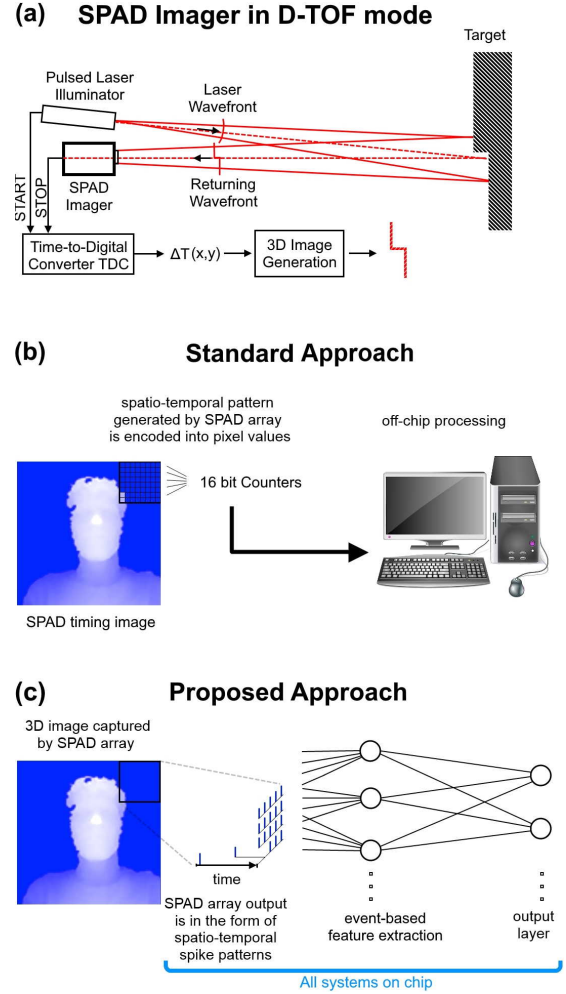 (a) SPAD Imager in D-TOF mode
Target
Pulsed Laser
Illuminator
Laser
Wavefront
START
STOP
SPAD
Imager
Returning
Wavefront
Time-to-Digital
Converter TDC
ΔT(x,y)
3D Image
Generation
(b) Standard Approach
spatio-temporal pattern
generated by SPAD array
is encoded into pixel values
off-chip processing
16 bit Counters
SPAD timing image
(c) Proposed Approach
3D image captured
by SPAD array
time
SPAD array output
is in the form of
spatio-temporal
spike patterns
event-based
feature extraction
output
layer
All systems on chip